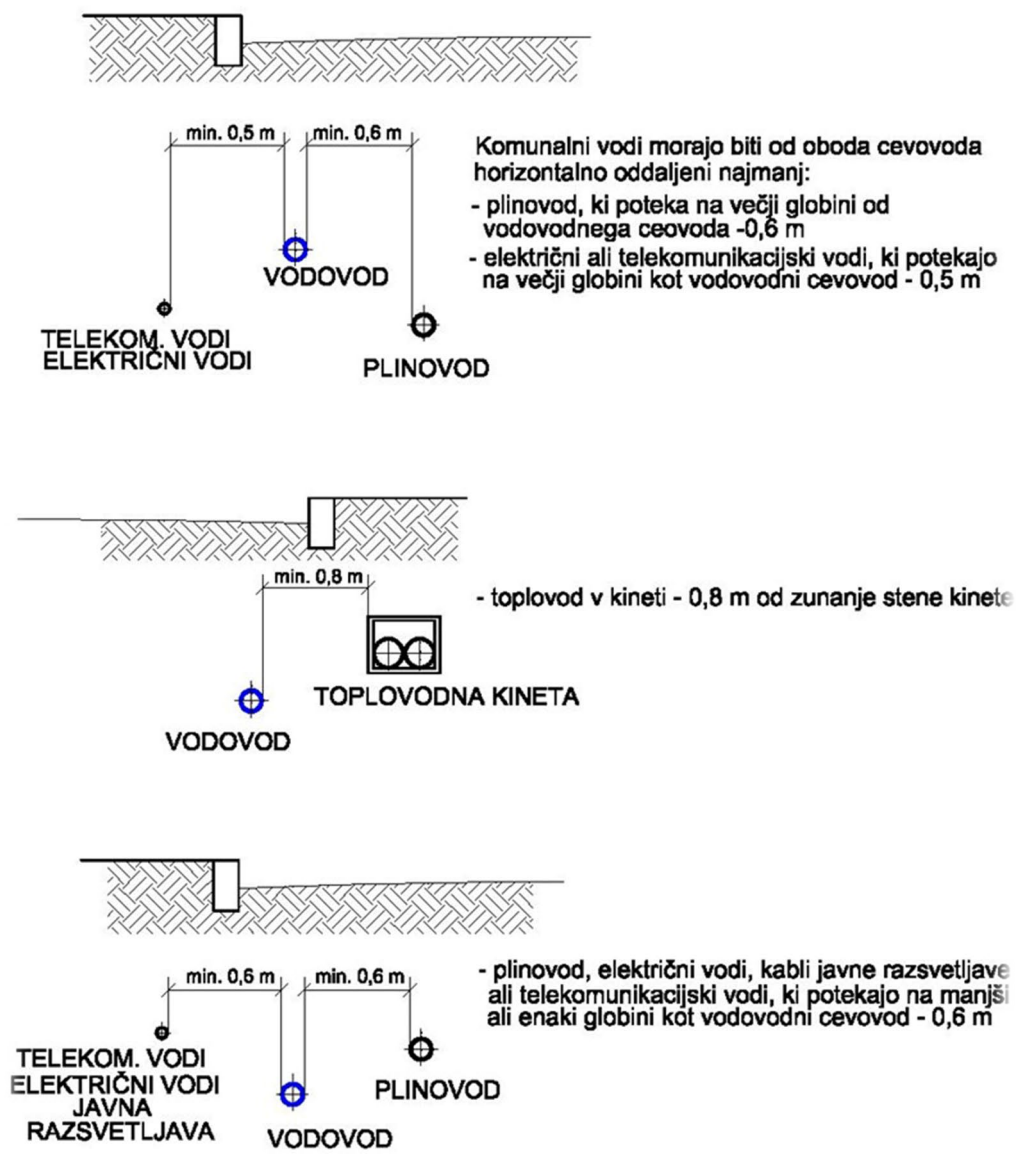 min. 0,5 m
min. 0,6 m
Komunalni vodi morajo biti od oboda cevovoda
horizontalno oddaljeni najmanj:
- plinovod, ki poteka na večji globini od
vodovodnega ceovoda -0,6 m
- električni ali telekomunikacijski vodi, ki potekajo
na večji globini kot vodovodni cevovod - 0,5 m
VODOVOD
TELEKOM. VODI
ELEKTRIČNI VODI
PLINOVOD
min. 0,8 m
- toplovod v kineti - 0,8 m od zunanje stene kinete
TOPLOVODNA KINETA
VODOVOD
min. 0,6 m
min. 0,6 m
- plinovod, električni vodi, kabli javne razsvetljave
ali telekomunikacijski vodi, ki potekajo na manjši
ali enaki globini kot vodovodni cevovod - 0,6 m
TELEKOM. VODI
ELEKTRIČNI VODI
JAVNA
RAZSVETLJAVA
PLINOVOD
VODOVOD